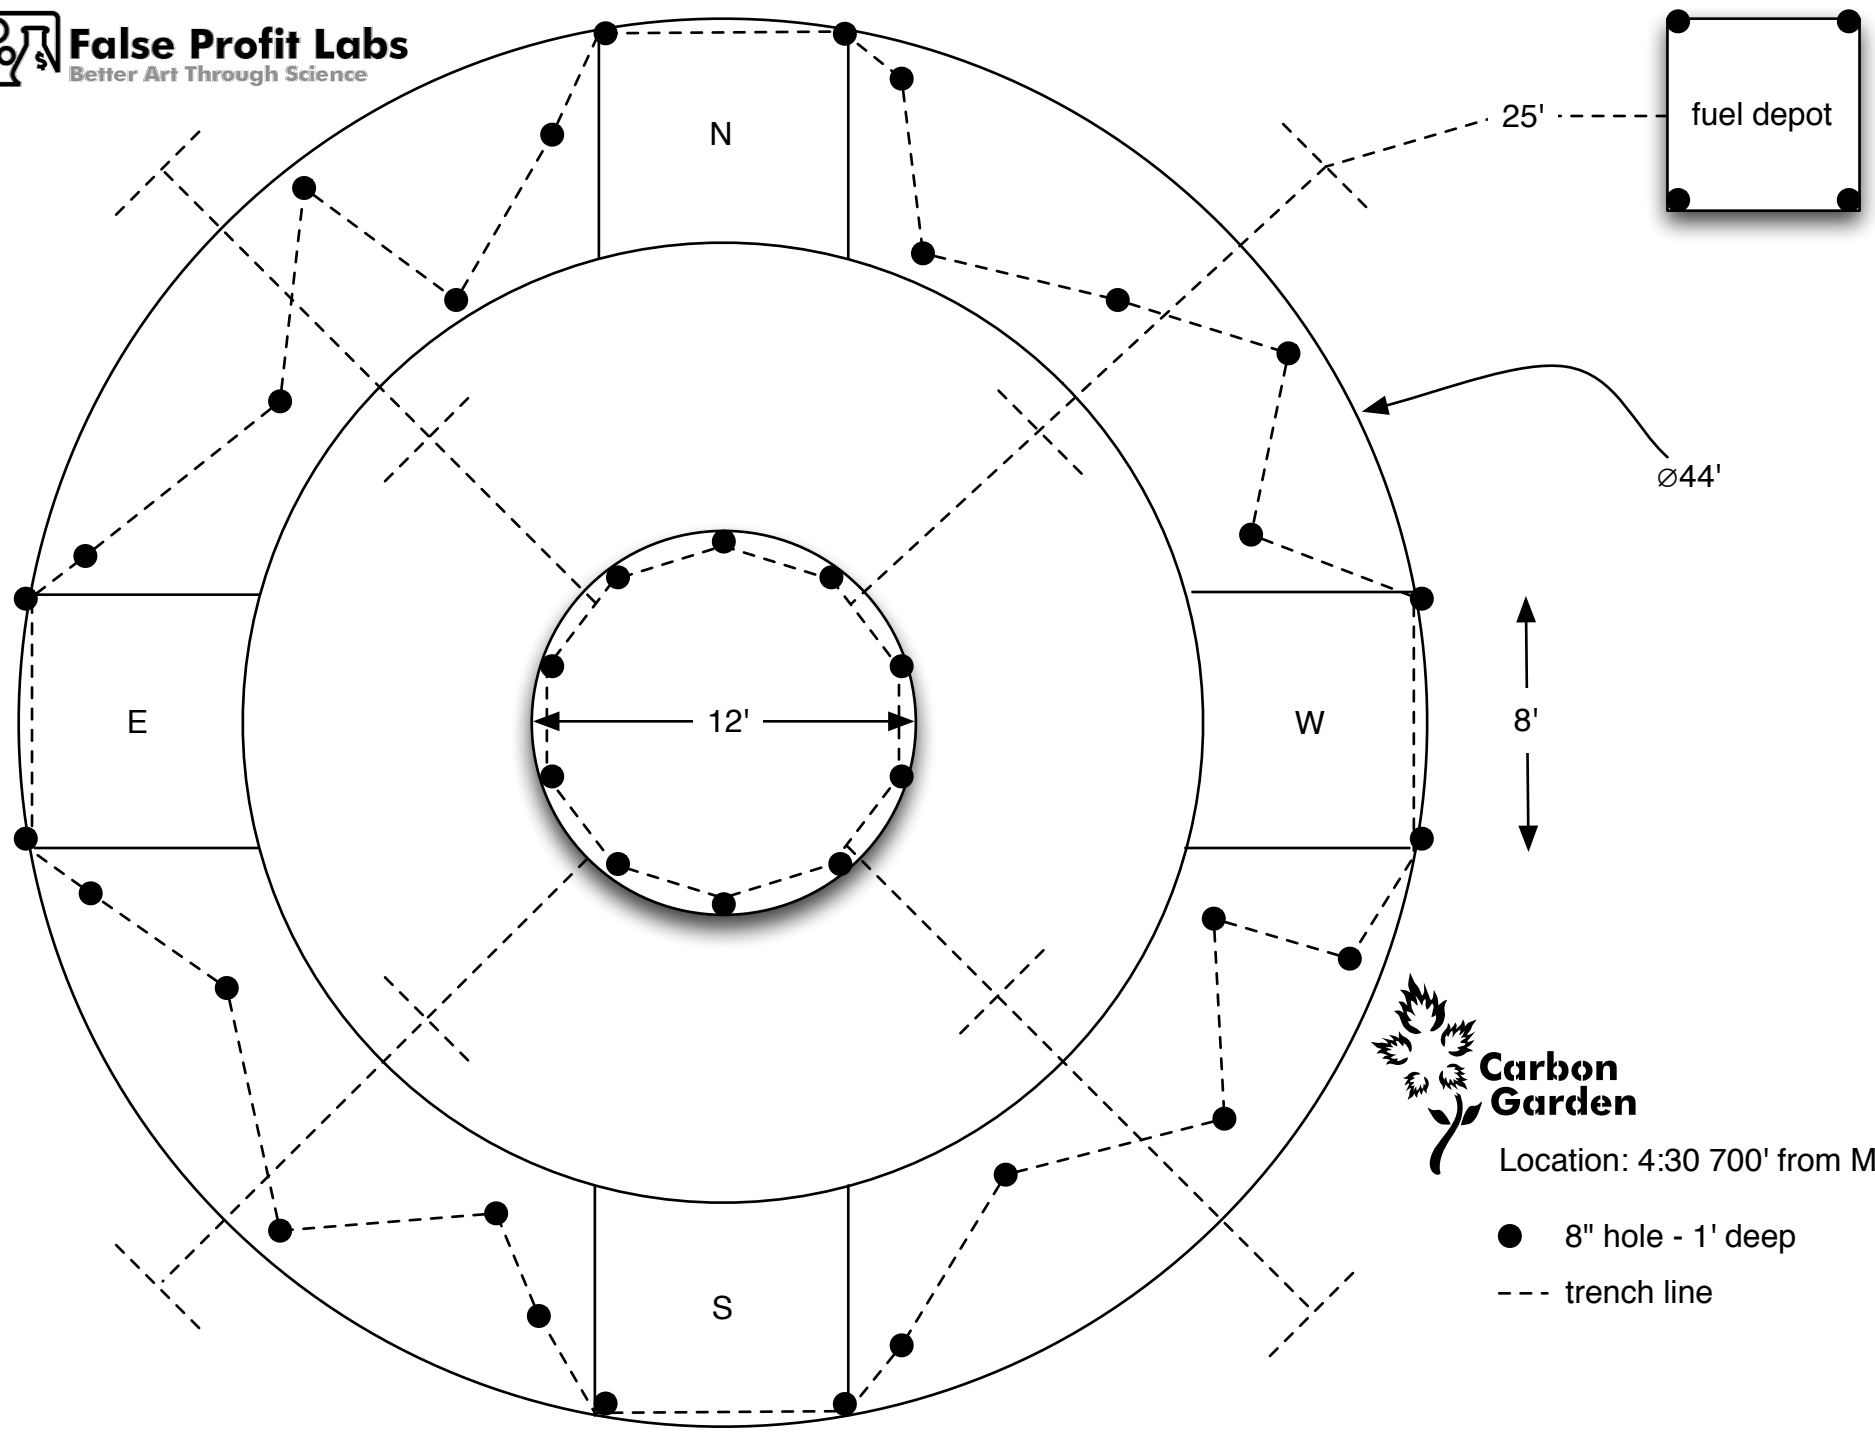 False Profit Labs
Better Art Through Science
$
N
25'
fuel depot
⌀44'
E
12'
W
8'
Carbon
Garden
Location: 4:30 700' from M
8" hole - 1' deep
S
trench line